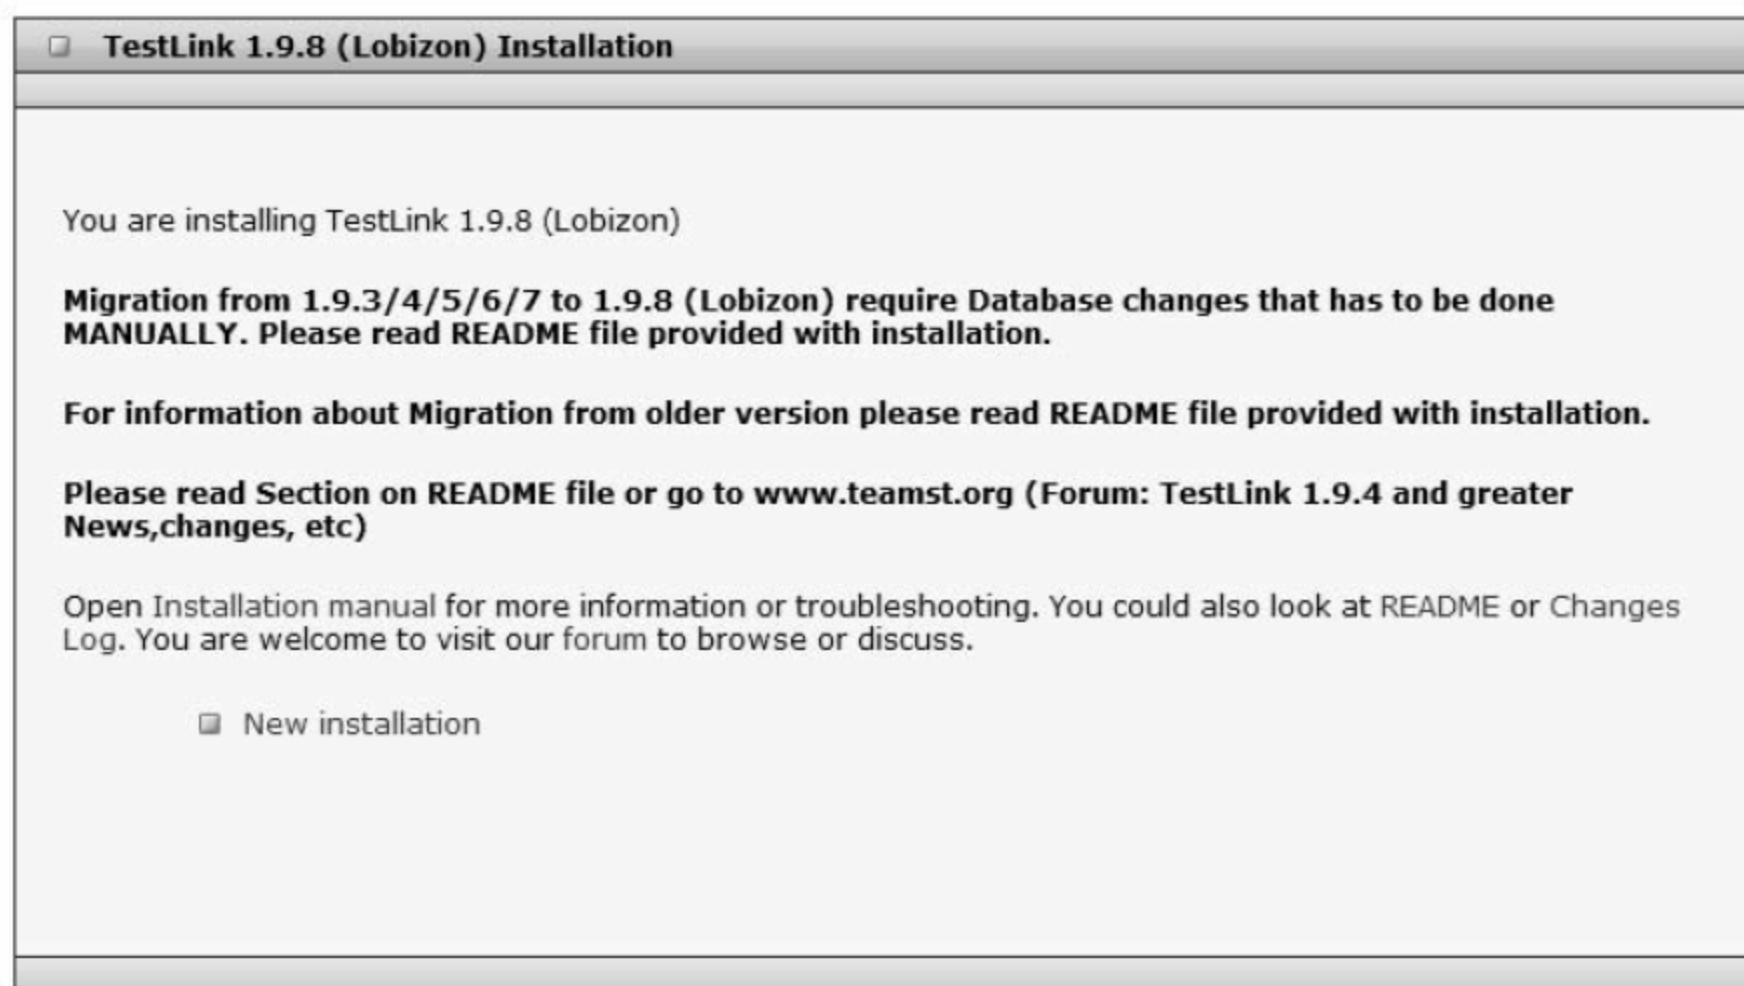 TestLink 1.9.8 (Lobizon) Installation
You are installing TestLink 1.9.8 (Lobizon)
Migration from 1.9.3/4/5/6/7 to 1.9.8 (Lobizon) require Database changes that has to be done
MANUALLY. Please read README file provided with installation.
For information about Migration from older version please read README file provided with installation.
Please read Section on README file or go to www.teamst.org (Forum: TestLink 1.9.4 and greater
News,changes, etc)
Open Installation manual for more information or troubleshooting. You could also look at README or Changes
Log. You are welcome to visit our forum to browse or discuss.
New installation